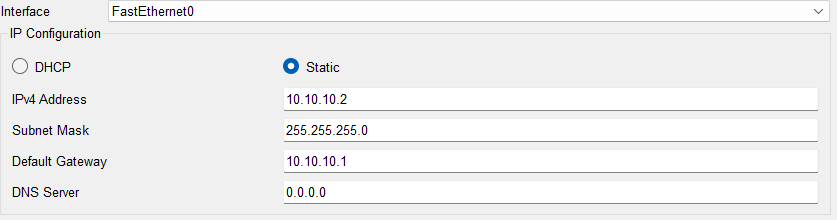 Interface FastEthernet0
IP Configuration
DHCP Static
IPv4 Address 10.10.10.2
Subnet Mask 255.255.255.0
Default Gateway 10.10.10.1
DNS Server 0.0.0.0